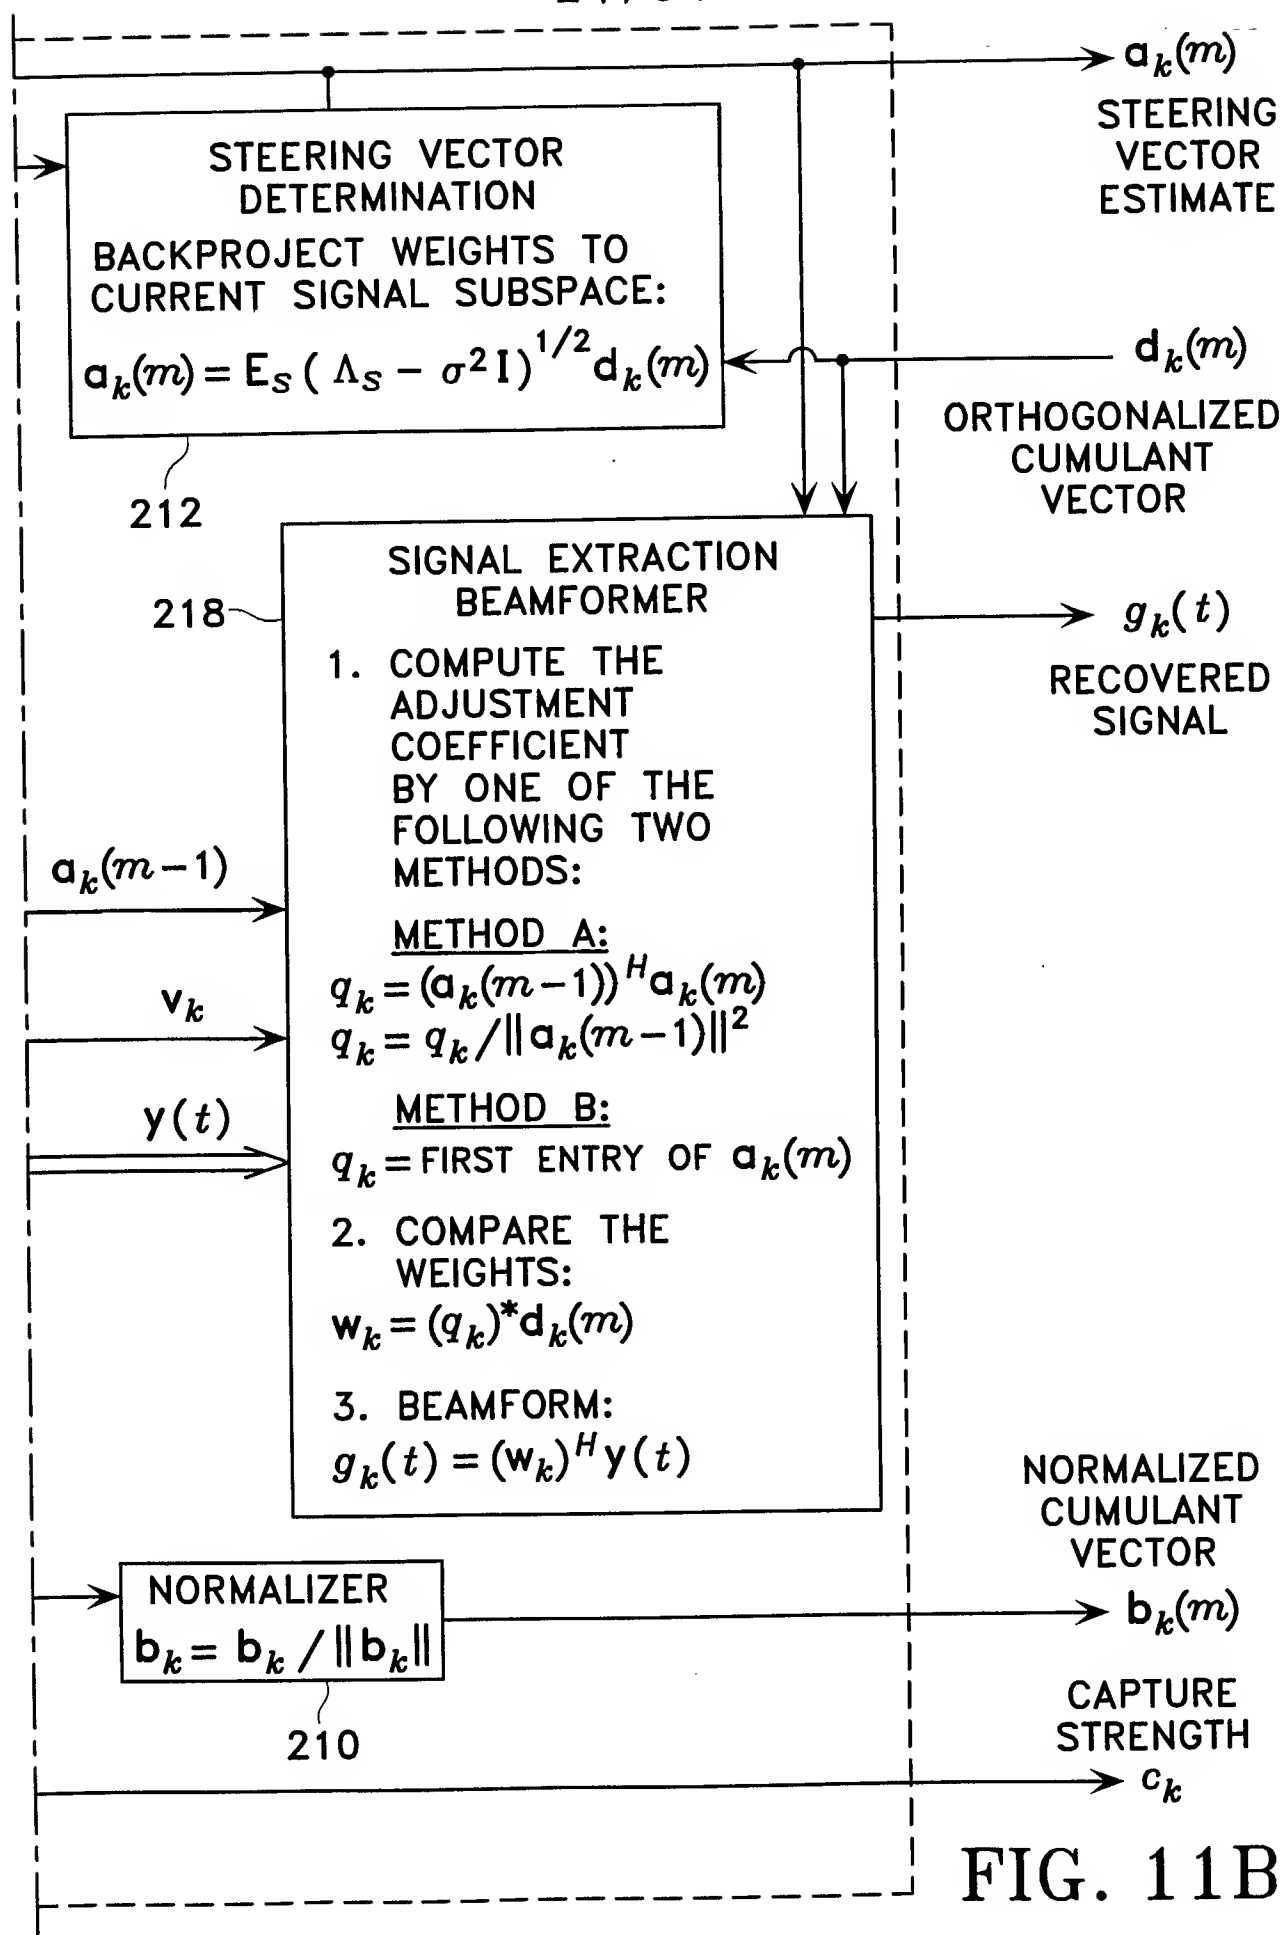 a_k(m)
STEERING
VECTOR
ESTIMATE
STEERING VECTOR
DETERMINATION
BACKPROJECT WEIGHTS TO
CURRENT SIGNAL SUBSPACE:
a_k(m) = E_S ( Λ_S − σ² I)^{1/2} d_k(m)
212
d_k(m)
ORTHOGONALIZED
CUMULANT
VECTOR
SIGNAL EXTRACTION
BEAMFORMER
218
1. COMPUTE THE
ADJUSTMENT
COEFFICIENT
BY ONE OF THE
FOLLOWING TWO
METHODS:
METHOD A:
q_k = (a_k(m−1))^H a_k(m)
q_k = q_k / ||a_k(m−1)||²
METHOD B:
q_k = FIRST ENTRY OF a_k(m)
2. COMPARE THE
WEIGHTS:
w_k = (q_k)* d_k(m)
3. BEAMFORM:
g_k(t) = (w_k)^H y(t)
a_k(m−1)
v_k
y(t)
g_k(t)
RECOVERED
SIGNAL
NORMALIZER
b_k = b_k / ||b_k||
210
NORMALIZED
CUMULANT
VECTOR
b_k(m)
CAPTURE
STRENGTH
c_k
FIG. 11B